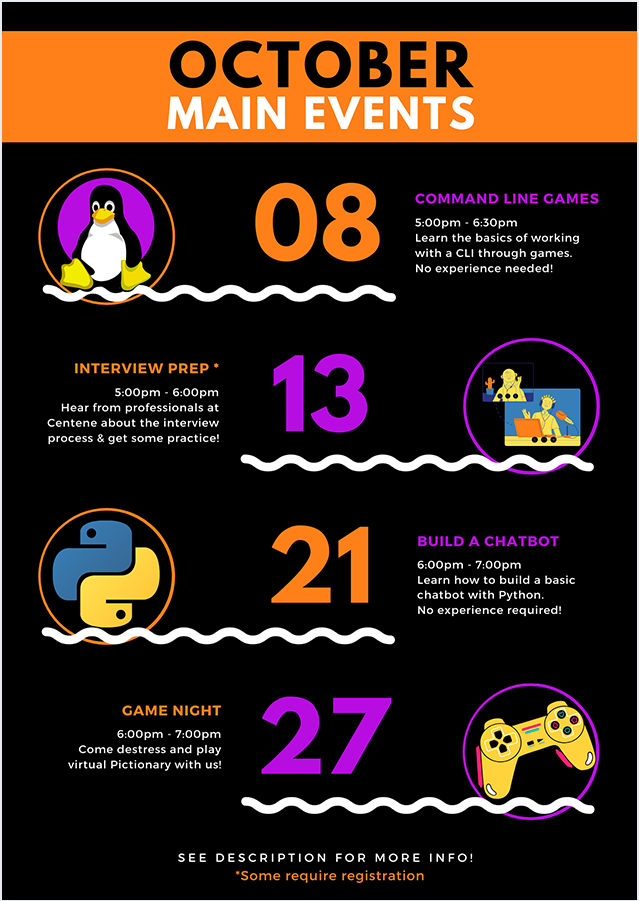 OCTOBER
MAIN EVENTS
08
COMMAND LINE GAMES
5:00pm - 6:30pm
Learn the basics of working
with a CLI through games.
No experience needed!
INTERVIEW PREP *
5:00pm - 6:00pm
Hear from professionals at
Centene about the interview
process & get some practice!
13
21
BUILD A CHATBOT
6:00pm - 7:00pm
Learn how to build a basic
chatbot with Python.
No experience required!
GAME NIGHT
6:00pm - 7:00pm
Come destress and play
virtual Pictionary with us!
27
SEE DESCRIPTION FOR MORE INFO!
*Some require registration